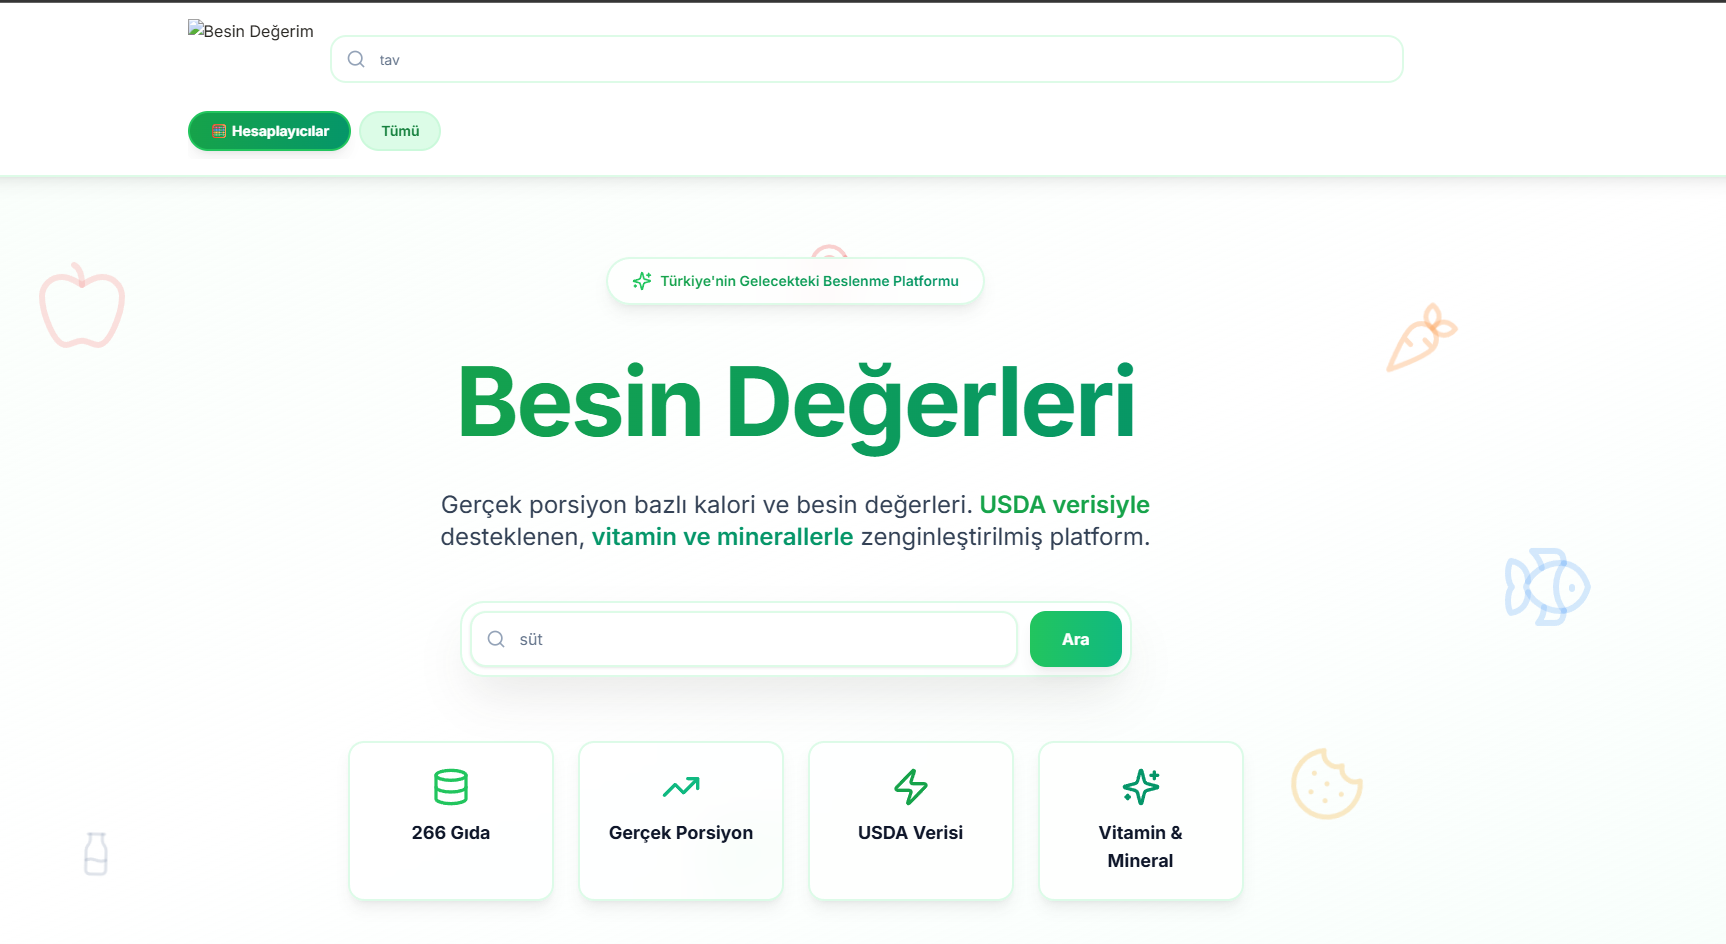 Besin Değerim
tav
Hesaplayıcılar
Tümü
Türkiye'nin Gelecekteki Beslenme Platformu
Besin Değerleri
Gerçek porsiyon bazlı kalori ve besin değerleri. USDA verisiyle
desteklenen, vitamin ve minerallerle zenginleştirilmiş platform.
süt
Ara
266 Gıda
Gerçek Porsiyon
USDA Verisi
Vitamin &
Mineral